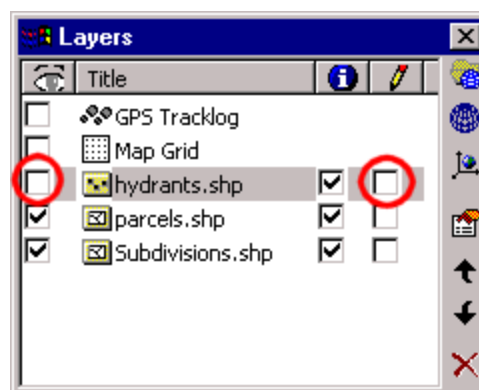 Layers
Title
GPS Tracklog
Map Grid
hydrants.shp
parcels.shp
Subdivisions.shp